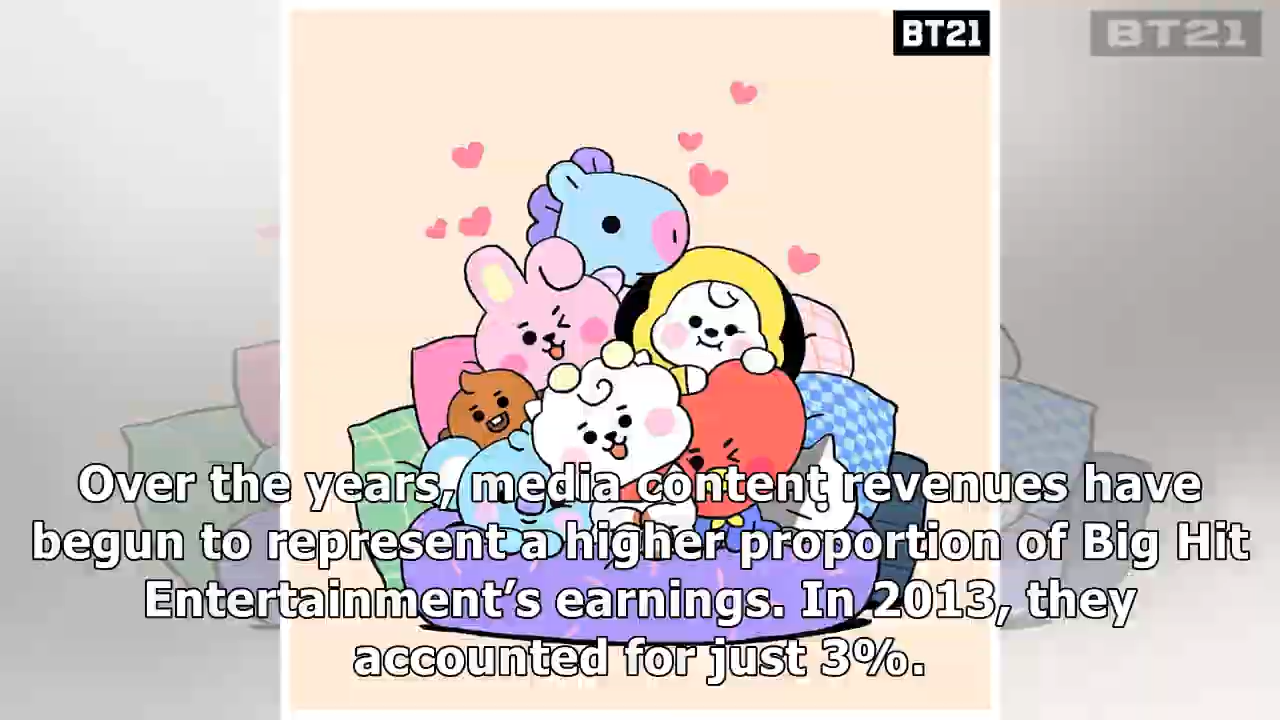 BT21
BT21
Over the years, media content revenues have
begun to represent a higher proportion of Big Hit
Entertainment’s earnings. In 2013, they
accounted for just 3%.